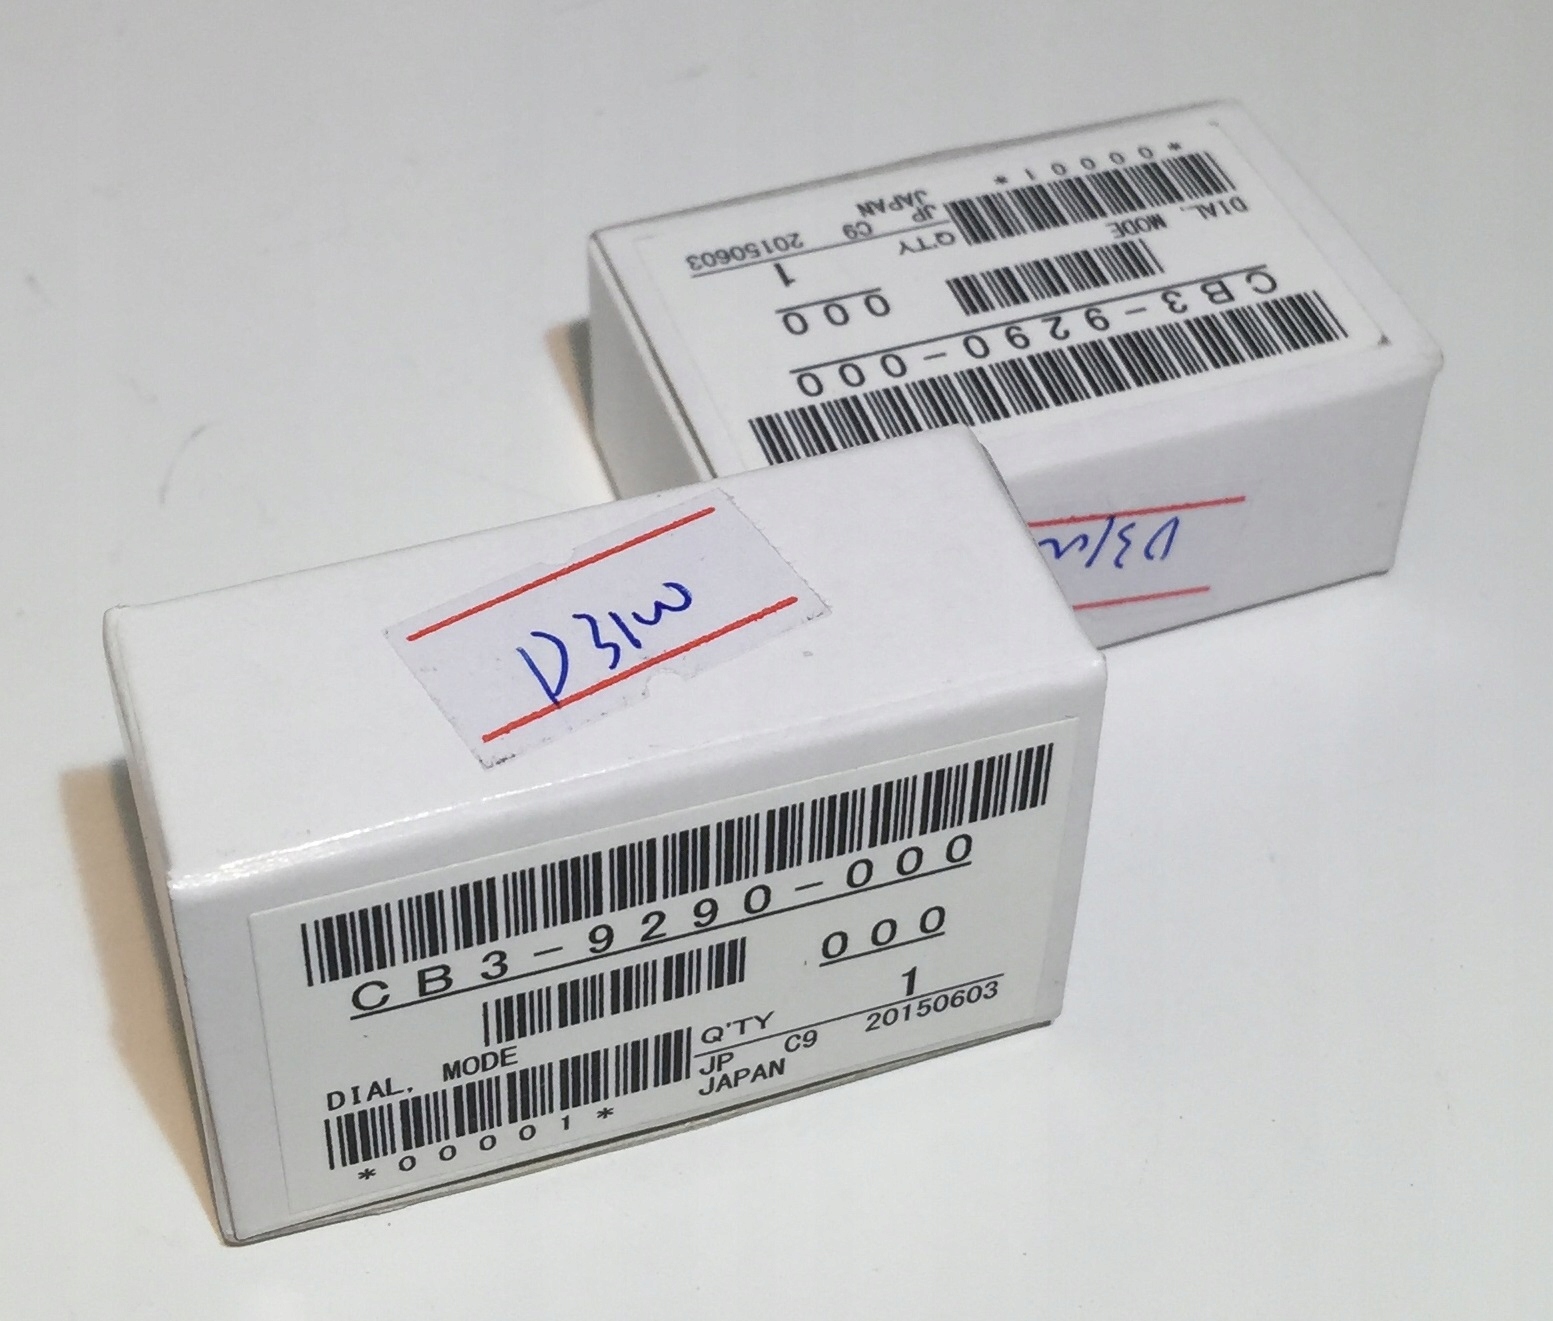 D31W
CB3-9290-000
000
DIAL, MODE
Q'TY 1
JP C9 20150603
JAPAN
*00001*
CB3-9290-000
000
DIAL, MODE
Q'TY 1
JP C9 20150603
JAPAN
*00001*